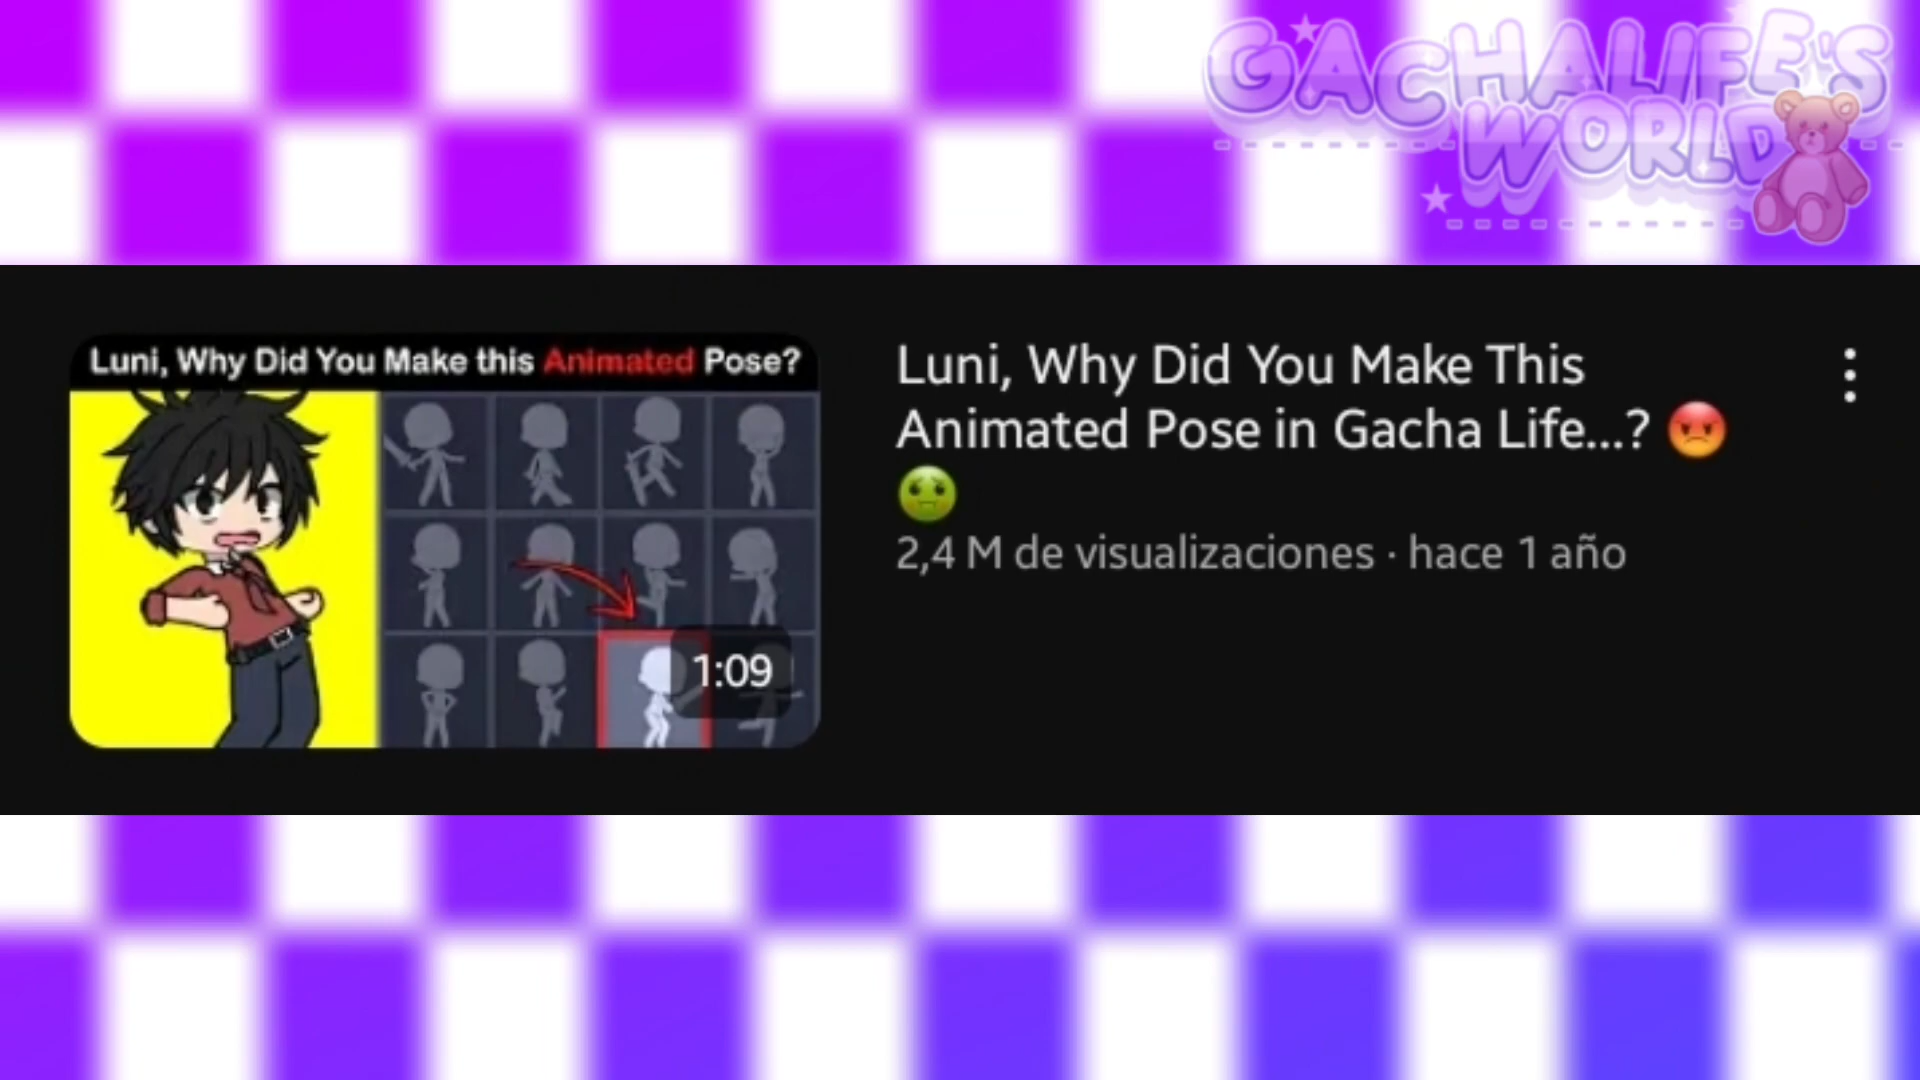 GACHALIFE'S
WORLD
Luni, Why Did You Make this Animated Pose?
1:09
Luni, Why Did You Make This
Animated Pose in Gacha Life...? 😡
🤢
2,4 M de visualizaciones · hace 1 año